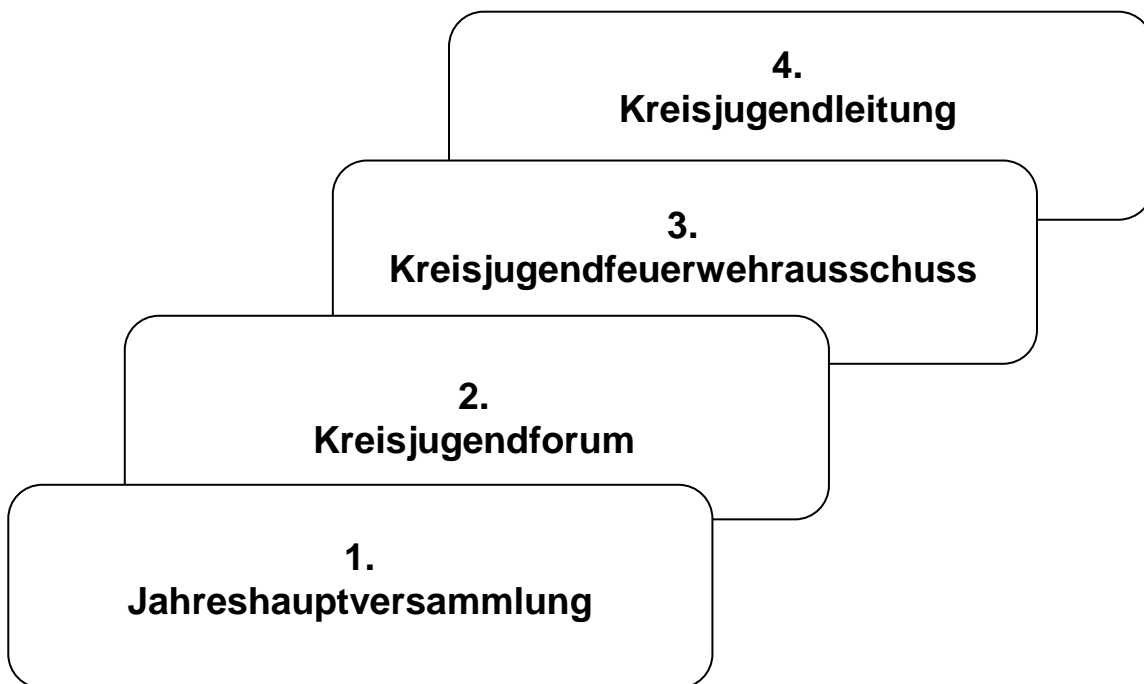 4.
Kreisjugendleitung
3.
Kreisjugendfeuerwehrausschuss
2.
Kreisjugendforum
1.
Jahreshauptversammlung